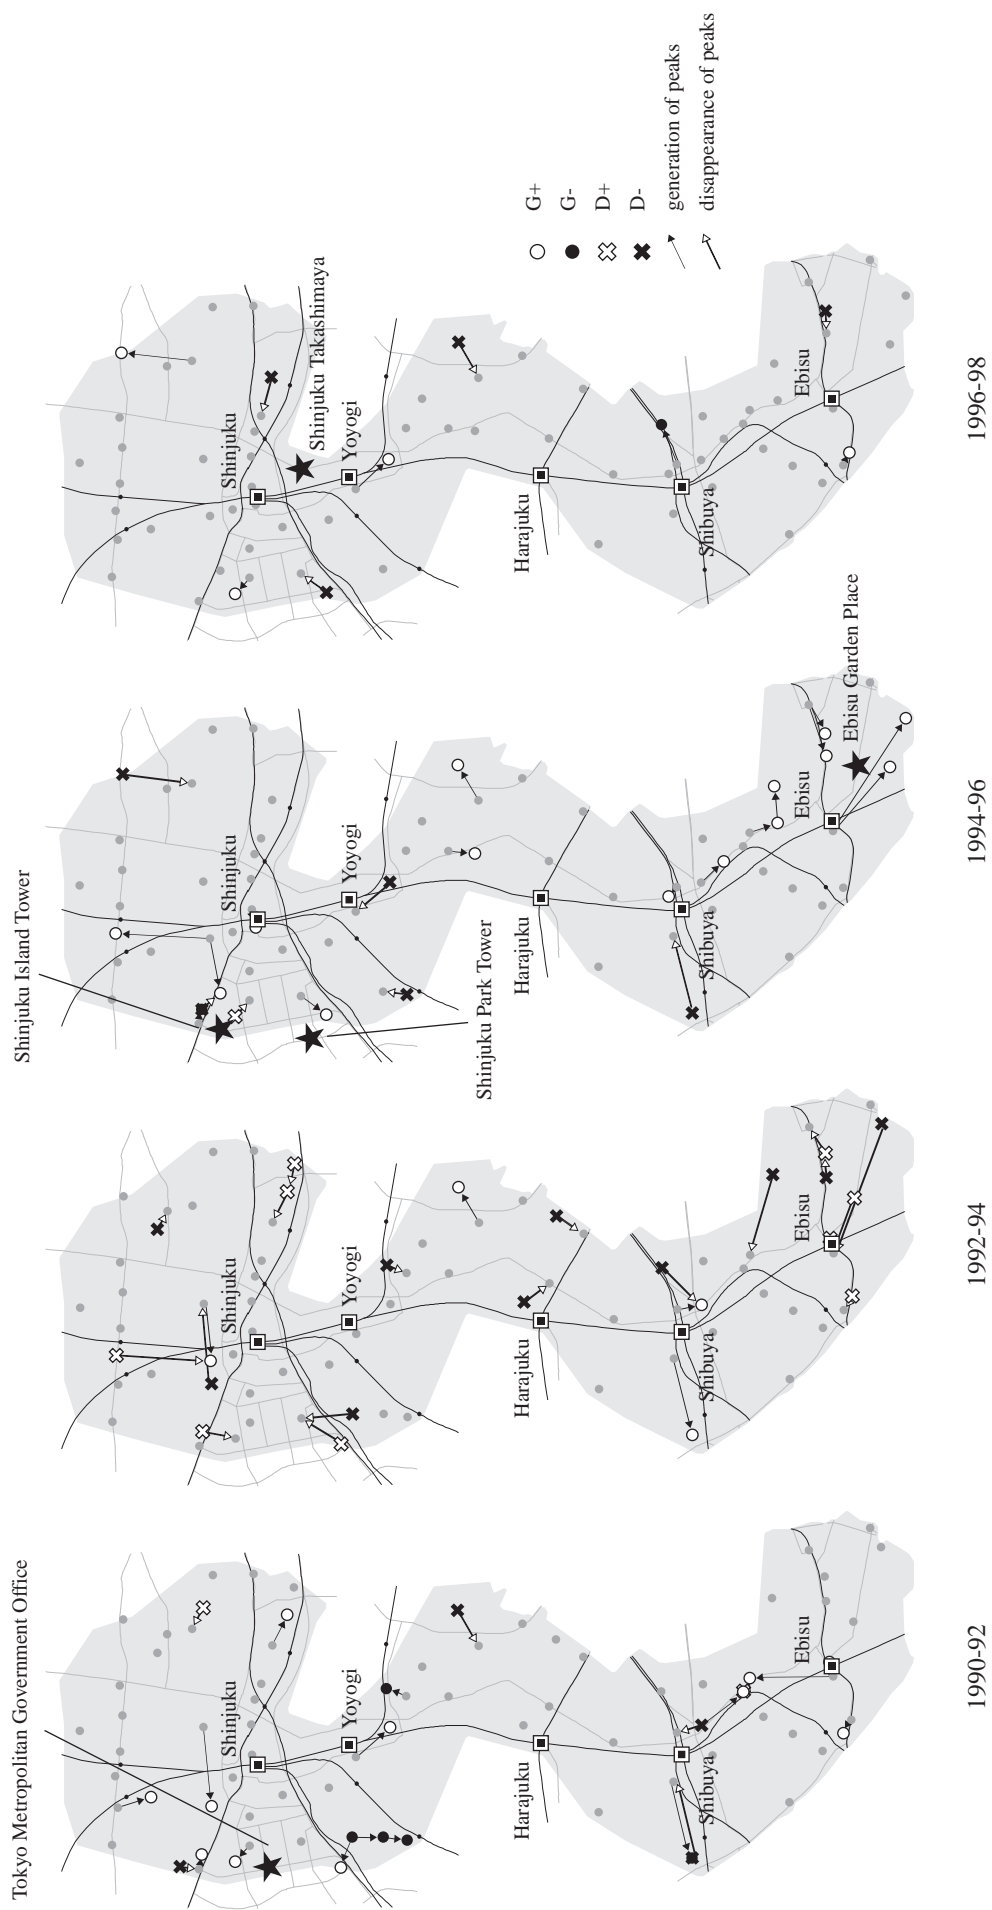 Tokyo Metropolitan Government Office
Shinjuku
Yoyogi
Harajuku
Shibuya
Ebisu
1990-92
Shinjuku
Yoyogi
Harajuku
Shibuya
Ebisu
1992-94
Shinjuku Island Tower
Shinjuku
Yoyogi
Shinjuku Park Tower
Harajuku
Shibuya
Ebisu
Ebisu Garden Place
1994-96
Shinjuku
Shinjuku Takashimaya
Yoyogi
Harajuku
Shibuya
Ebisu
1996-98
G+
G-
D+
D-
generation of peaks
disappearance of peaks